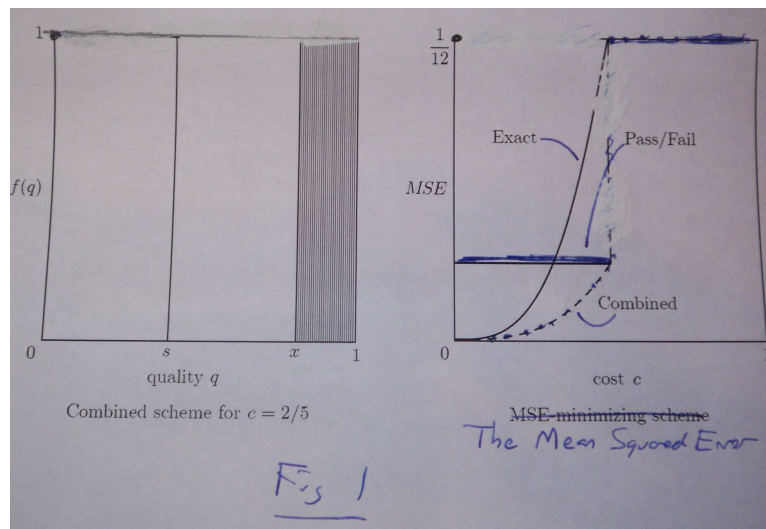 1
f(q)
0
s
x
1
quality q
Combined scheme for c = 2/5
1
12
Exact
Pass/Fail
MSE
Combined
0
cost c
MSE-minimizing scheme
The Mean Squared Error
Fig 1